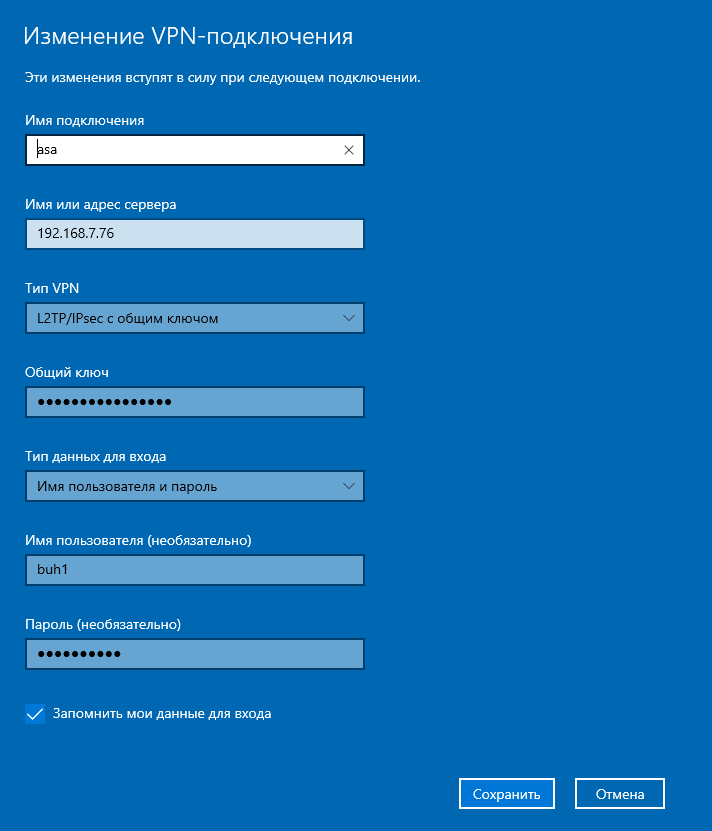 Изменение VPN-подключения
Эти изменения вступят в силу при следующем подключении.
Имя подключения
asa
Имя или адрес сервера
192.168.7.76
Тип VPN
L2TP/IPsec с общим ключом
Общий ключ
●●●●●●●●●●●●●●●●
Тип данных для входа
Имя пользователя и пароль
Имя пользователя (необязательно)
buh1
Пароль (необязательно)
●●●●●●●●●●
Запомнить мои данные для входа
Сохранить Отмена